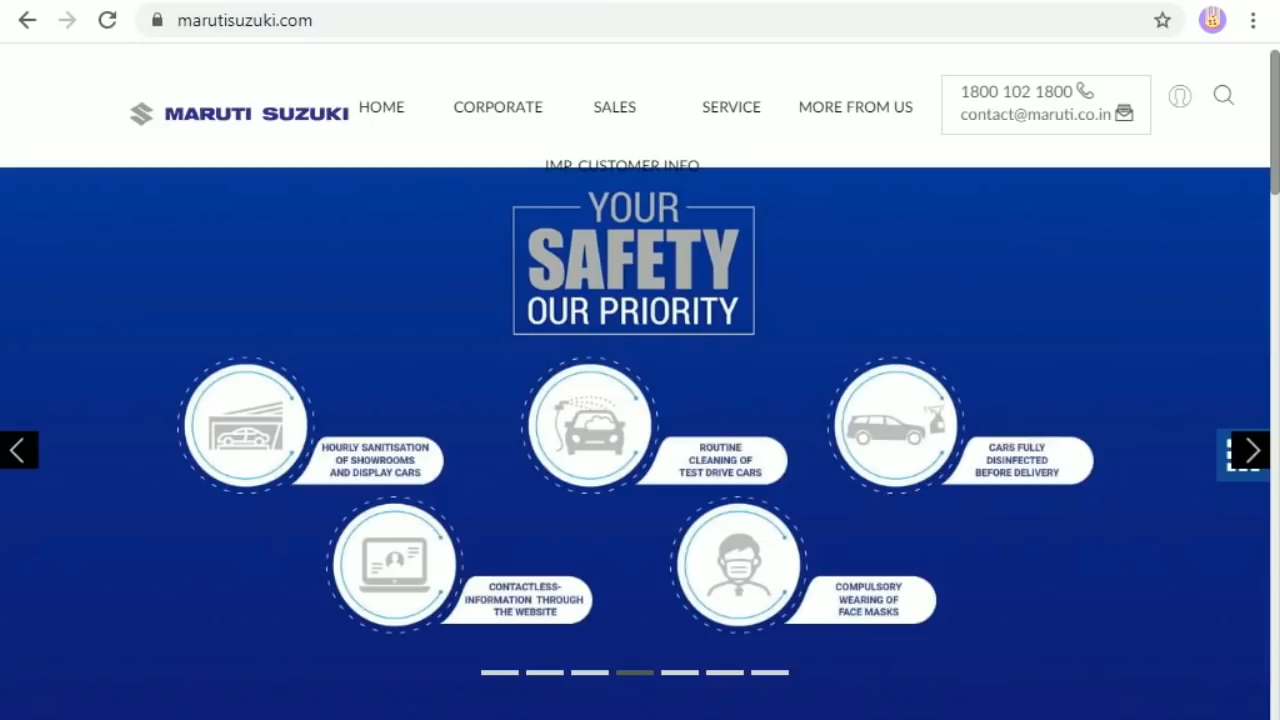 marutisuzuki.com
MARUTI SUZUKI
HOME
CORPORATE
SALES
SERVICE
MORE FROM US
1800 102 1800
contact@maruti.co.in
IMP. CUSTOMER INFO
YOUR
SAFETY
OUR PRIORITY
HOURLY SANITISATION
OF SHOWROOMS
AND DISPLAY CARS
ROUTINE
CLEANING OF
TEST DRIVE CARS
CARS FULLY
DISINFECTED
BEFORE DELIVERY
CONTACTLESS-
INFORMATION THROUGH
THE WEBSITE
COMPULSORY
WEARING OF
FACE MASKS